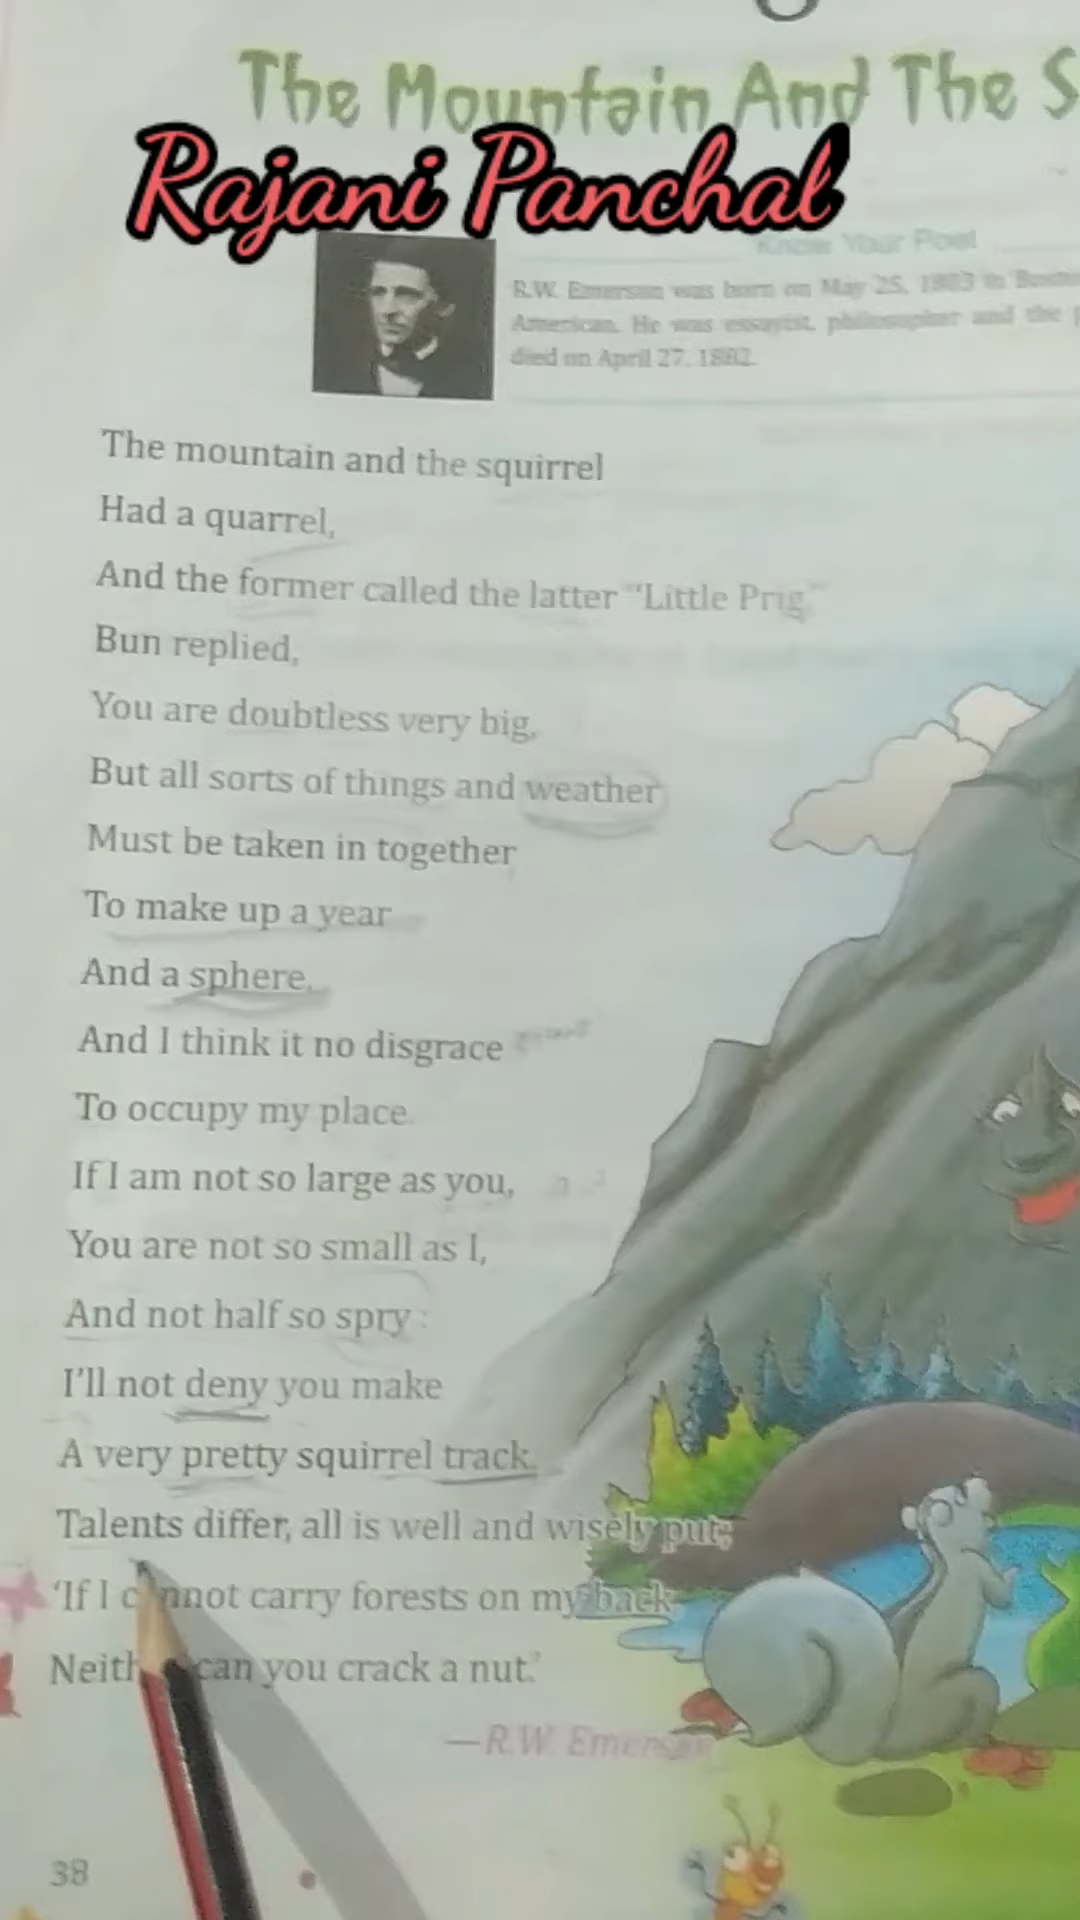 The Mountain And The S
Rajani Panchal
Know Your Poet
R.W. Emerson was born on May 25, 1803 in
American. He was essayist, philosopher and the
died on April 27, 1882.
The mountain and the squirrel
Had a quarrel,
And the former called the latter "Little Prig."
Bun replied,
You are doubtless very big,
But all sorts of things and weather
Must be taken in together
To make up a year
And a sphere.
And I think it no disgrace
To occupy my place.
If I am not so large as you,
You are not so small as I,
And not half so spry :
I'll not deny you make
A very pretty squirrel track.
Talents differ, all is well and wisely put;
'If I cannot carry forests on my back
Neither can you crack a nut.'
—R.W. Emerson
38